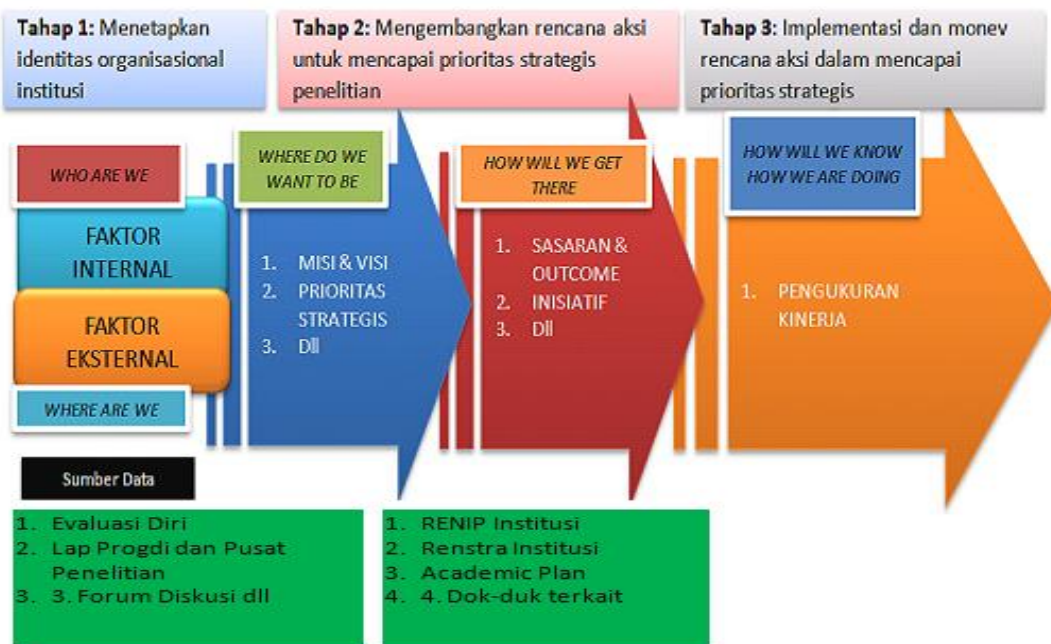 Tahap 1: Menetapkan
identitas organisasional
institusi
Tahap 2: Mengembangkan rencana aksi
untuk mencapai prioritas strategis
penelitian
Tahap 3: Implementasi dan monev
rencana aksi dalam mencapai
prioritas strategis
WHO ARE WE
FAKTOR
INTERNAL
FAKTOR
EKSTERNAL
WHERE ARE WE
WHERE DO WE
WANT TO BE
1. MISI & VISI
2. PRIORITAS
STRATEGIS
3. Dll
HOW WILL WE GET
THERE
1. SASARAN &
OUTCOME
2. INISIATIF
3. Dll
HOW WILL WE KNOW
HOW WE ARE DOING
1. PENGUKURAN
KINERJA
Sumber Data
1. Evaluasi Diri
2. Lap Progdi dan Pusat
Penelitian
3. 3. Forum Diskusi dll
1. RENIP Institusi
2. Renstra Institusi
3. Academic Plan
4. 4. Dok-duk terkait